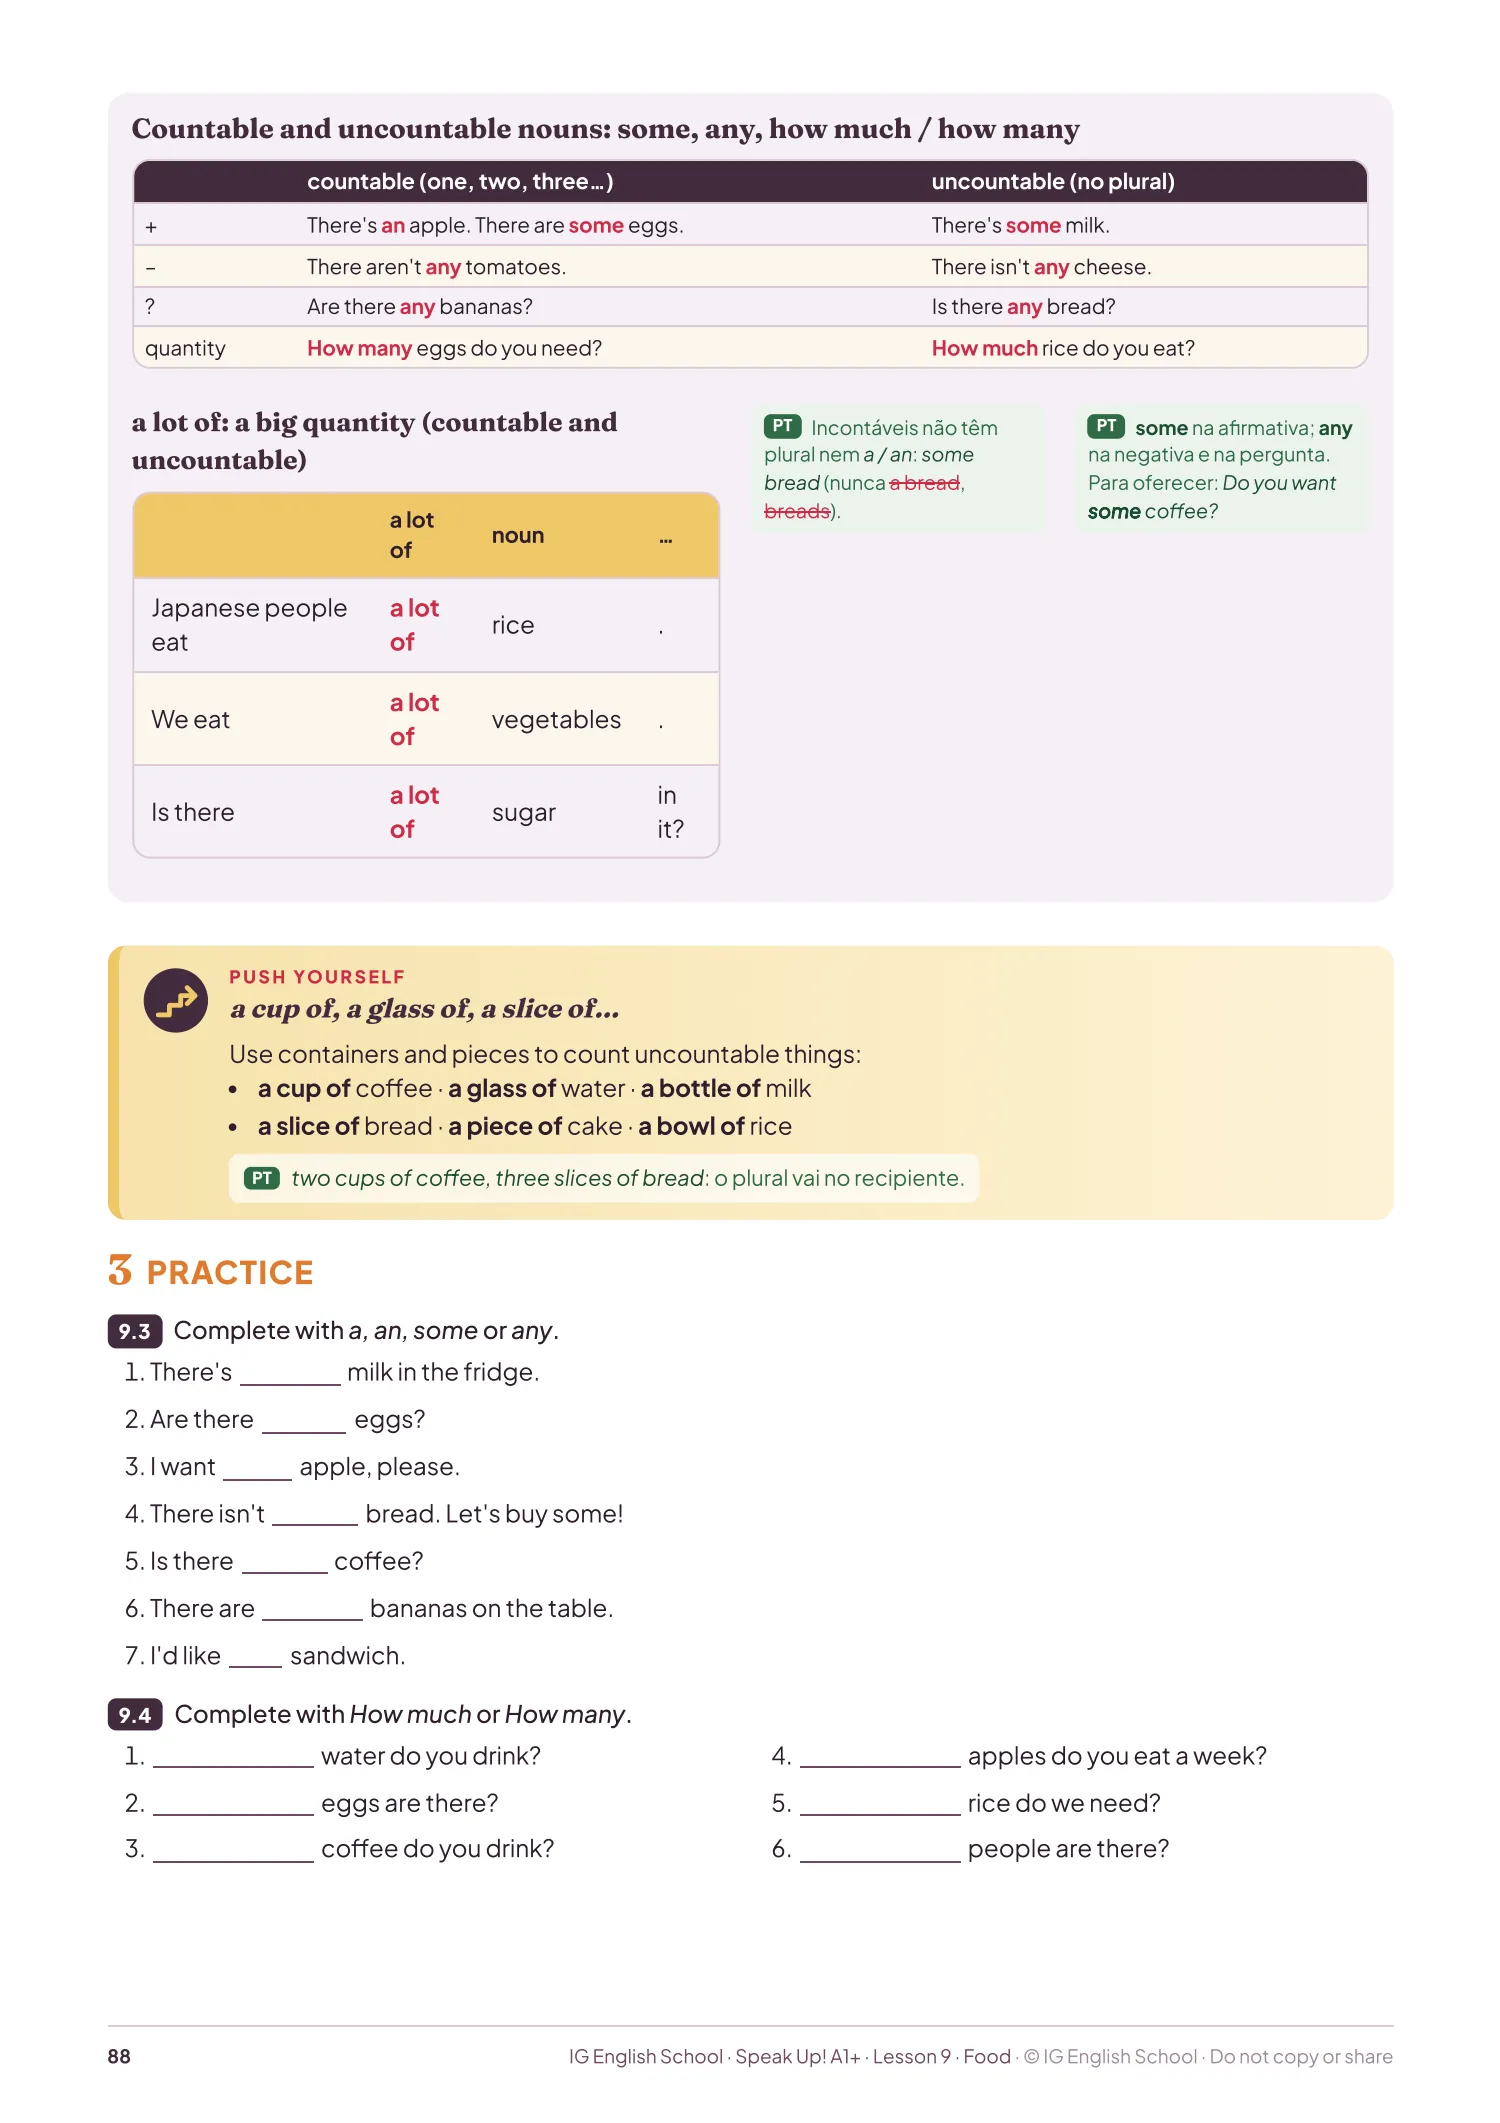 Countable and uncountable nouns: some, any, how much / how many
countable (one, two, three…) uncountable (no plural)
+ There's an apple. There are some eggs. There's some milk.
– There aren't any tomatoes. There isn't any cheese.
? Are there any bananas? Is there any bread?
quantity How many eggs do you need? How much rice do you eat?
a lot of: a big quantity (countable and
uncountable)
a lot
of
noun
…
Japanese people
eat
a lot
of
rice
.
We eat
a lot
of
vegetables
.
Is there
a lot
of
sugar
in
it?
PT Incontáveis não têm
plural nem a / an: some
bread (nunca a bread,
breads).
PT some na afirmativa; any
na negativa e na pergunta.
Para oferecer: Do you want
some coffee?
PUSH YOURSELF
a cup of, a glass of, a slice of…
Use containers and pieces to count uncountable things:
• a cup of coffee · a glass of water · a bottle of milk
• a slice of bread · a piece of cake · a bowl of rice
PT two cups of coffee, three slices of bread: o plural vai no recipiente.
3 PRACTICE
9.3 Complete with a, an, some or any.
1. There's ________ milk in the fridge.
2. Are there _______ eggs?
3. I want ______ apple, please.
4. There isn't _______ bread. Let's buy some!
5. Is there _______ coffee?
6. There are ________ bananas on the table.
7. I'd like ____ sandwich.
9.4 Complete with How much or How many.
1. _____________ water do you drink?
2. _____________ eggs are there?
3. _____________ coffee do you drink?
4. _____________ apples do you eat a week?
5. _____________ rice do we need?
6. _____________ people are there?
88 IG English School · Speak Up! A1+ · Lesson 9 · Food · © IG English School · Do not copy or share